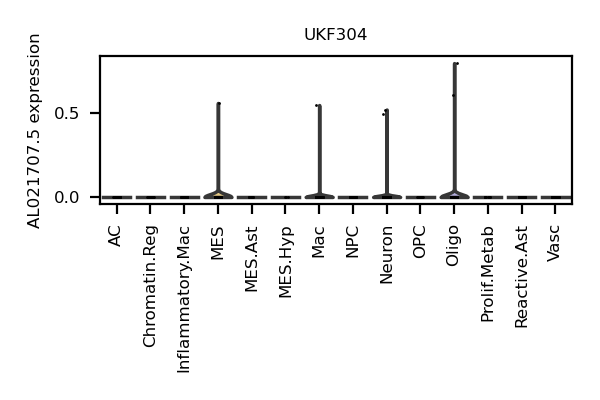 UKF304
AL021707.5 expression
0.5
0.0
AC
Chromatin.Reg
Inflammatory.Mac
MES
MES.Ast
MES.Hyp
Mac
NPC
Neuron
OPC
Oligo
Prolif.Metab
Reactive.Ast
Vasc